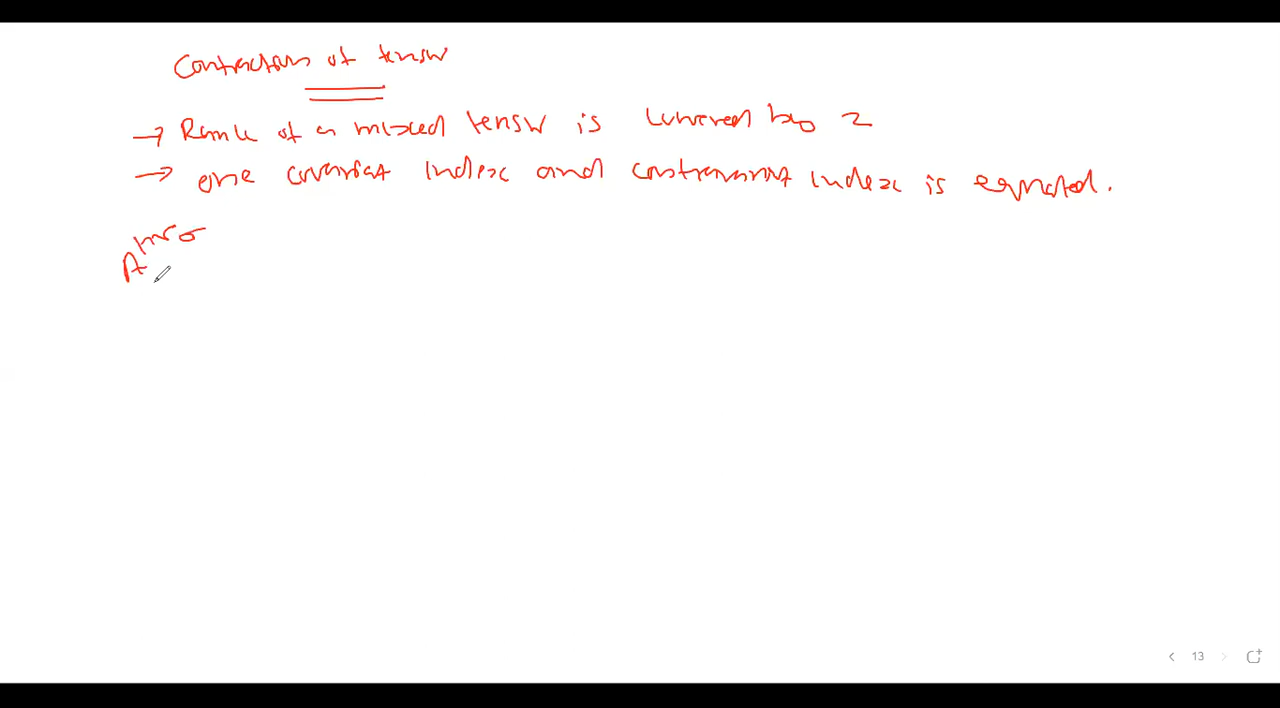 Contraction of tensor
→ Rank of a mixed tensor is lowered by 2
→ one covariant index and contravariant index is equated.
A^μνσ
13